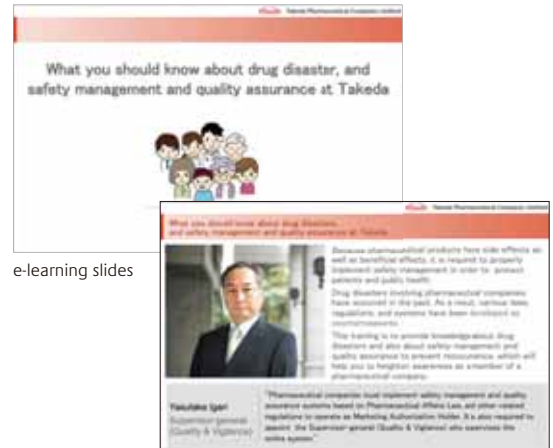 Takeda Pharmaceutical Company Limited
What you should know about drug disaster, and
safety management and quality assurance at Takeda
e-learning slides
Takeda Pharmaceutical Company Limited
What you should know about drug disasters,
and safety management and quality assurance at Takeda
Because pharmaceutical products have side effects as
well as beneficial effects, it is required to properly
implement safety management in order to protect
patients and public health.
Drug disasters involving pharmaceutical companies
have occurred in the past. As a result, various laws,
regulations, and systems have been developed as
countermeasures.
This training is to provide knowledge about drug
disasters and also about safety management and
quality assurance to prevent reoccurrence, which will
help you to heighten awareness as a member of a
pharmaceutical company.
Yasutake Igari
Supervisor-general
(Quality & Vigilance)
"Pharmaceutical companies must implement safety management and quality
assurance systems based on Pharmaceutical Affairs Law, and other related
regulations to operate as Marketing Authorization Holder. It is also required to
appoint the Supervisor-general (Quality & Vigilance) who supervises the
entire system."